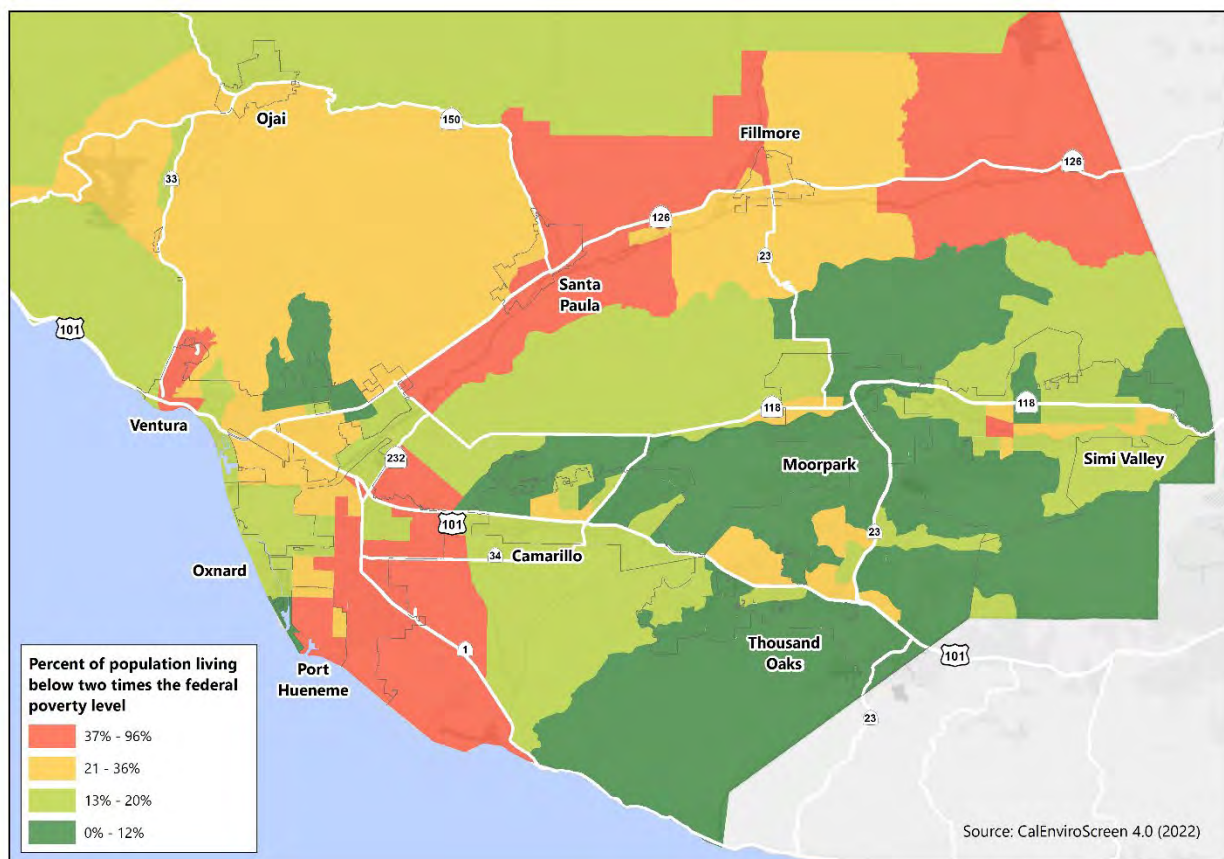 Ojai
150
Fillmore
33
126
126
23
Santa
Paula
101
118
118
Ventura
232
Moorpark
Simi Valley
101
23
34
Camarillo
Oxnard
Thousand
Oaks
1
101
Port
Hueneme
23
Percent of population living
below two times the federal
poverty level
37% - 96%
21 - 36%
13% - 20%
0% - 12%
Source: CalEnviroScreen 4.0 (2022)